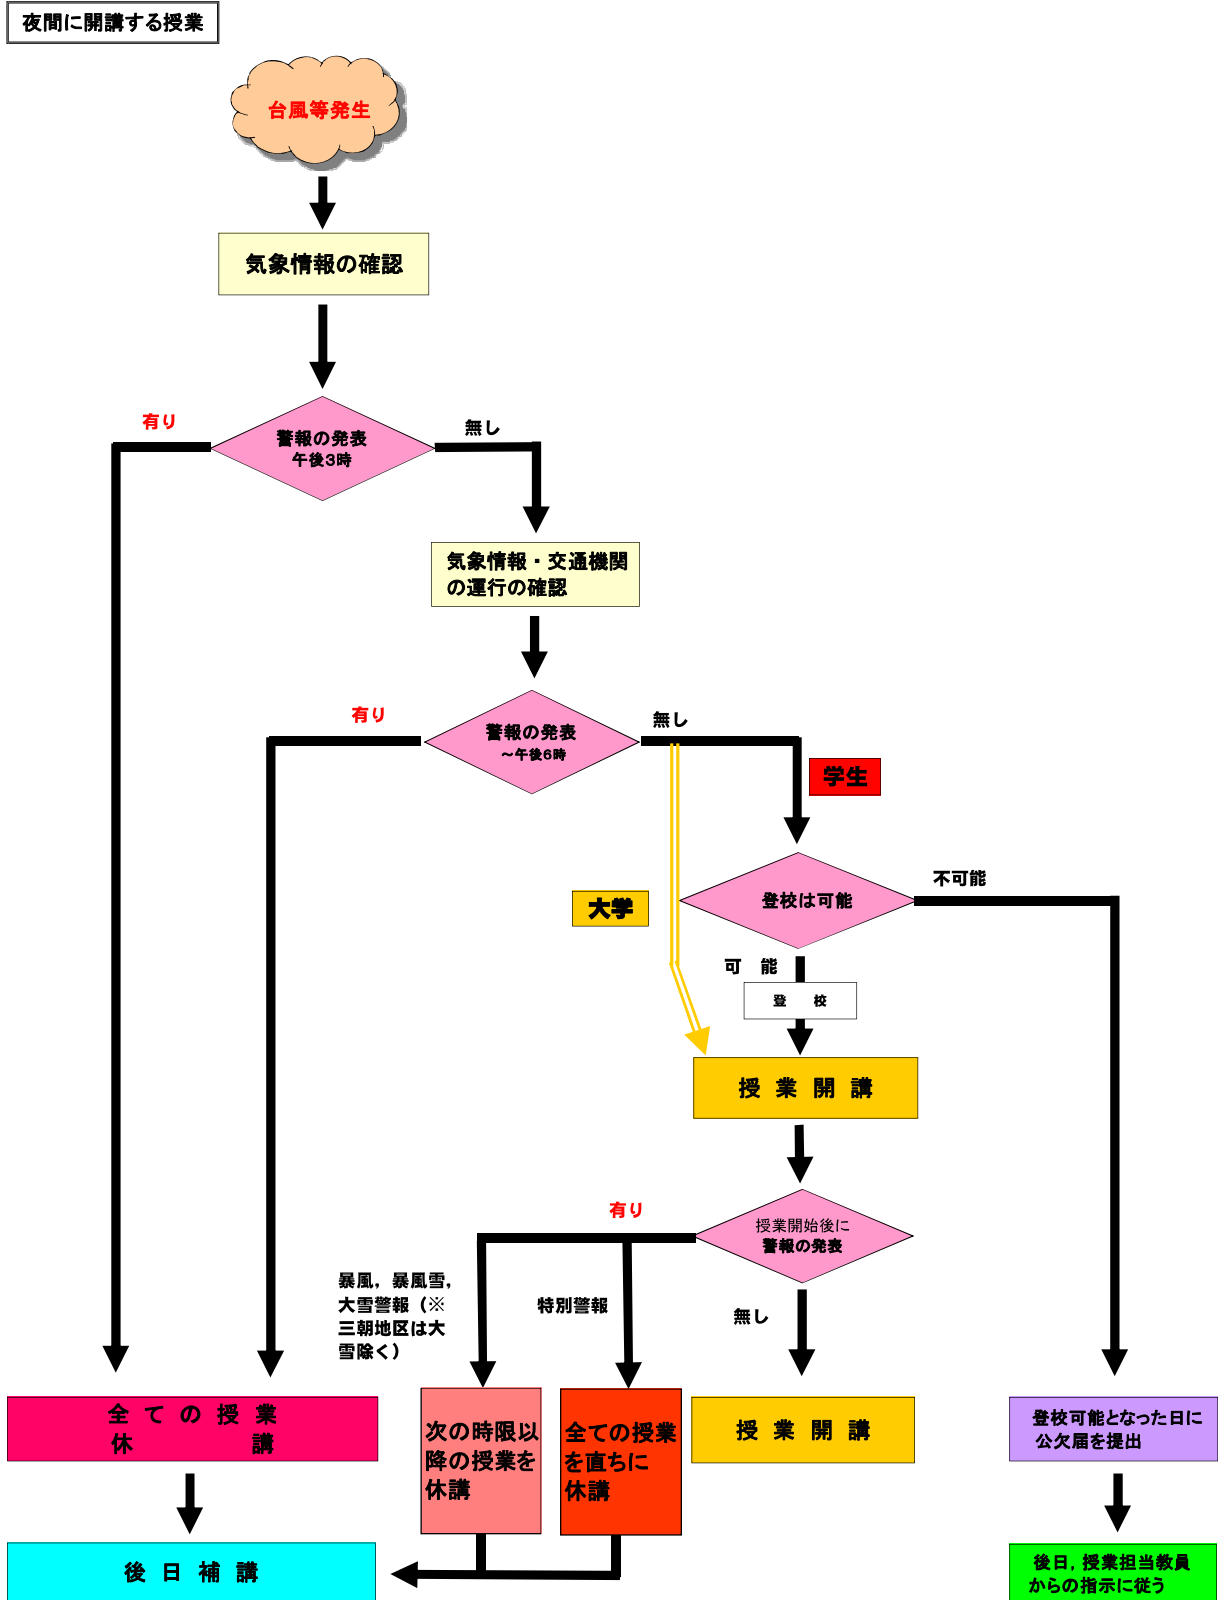 夜間に開講する授業
台風等発生
気象情報の確認
有り
無し
警報の発表
午後3時
気象情報・交通機関
の運行の確認
有り
無し
警報の発表
～午後6時
学生
大学
登校は可能
不可能
可　能
登　　校
授　業　開　講
有り
授業開始後に
警報の発表
暴風，暴風雪，
大雪警報（※
三朝地区は大
雪除く）
特別警報
無し
全　て　の　授　業
休　　　　　　講
次の時限以
降の授業を
休講
全ての授業
を直ちに
休講
授　業　開　講
登校可能となった日に
公欠届を提出
後　日　補　講
後日，授業担当教員
からの指示に従う